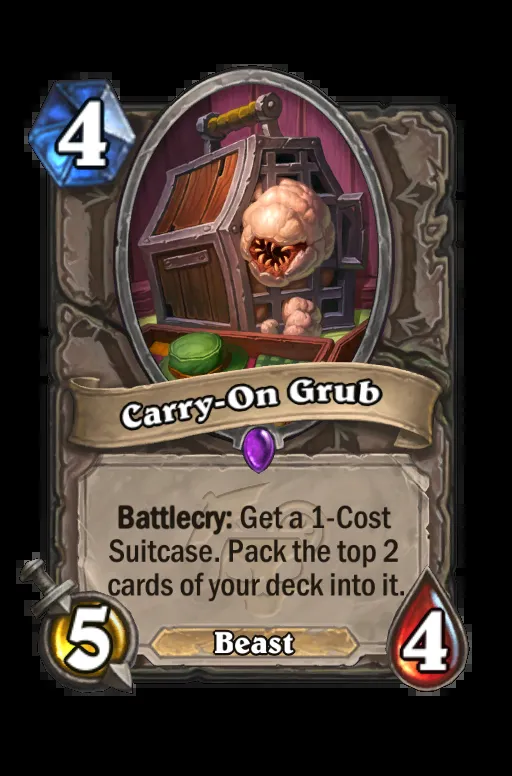 4
Carry-On Grub
Battlecry: Get a 1-Cost
Suitcase. Pack the top 2
cards of your deck into it.
5
Beast
4